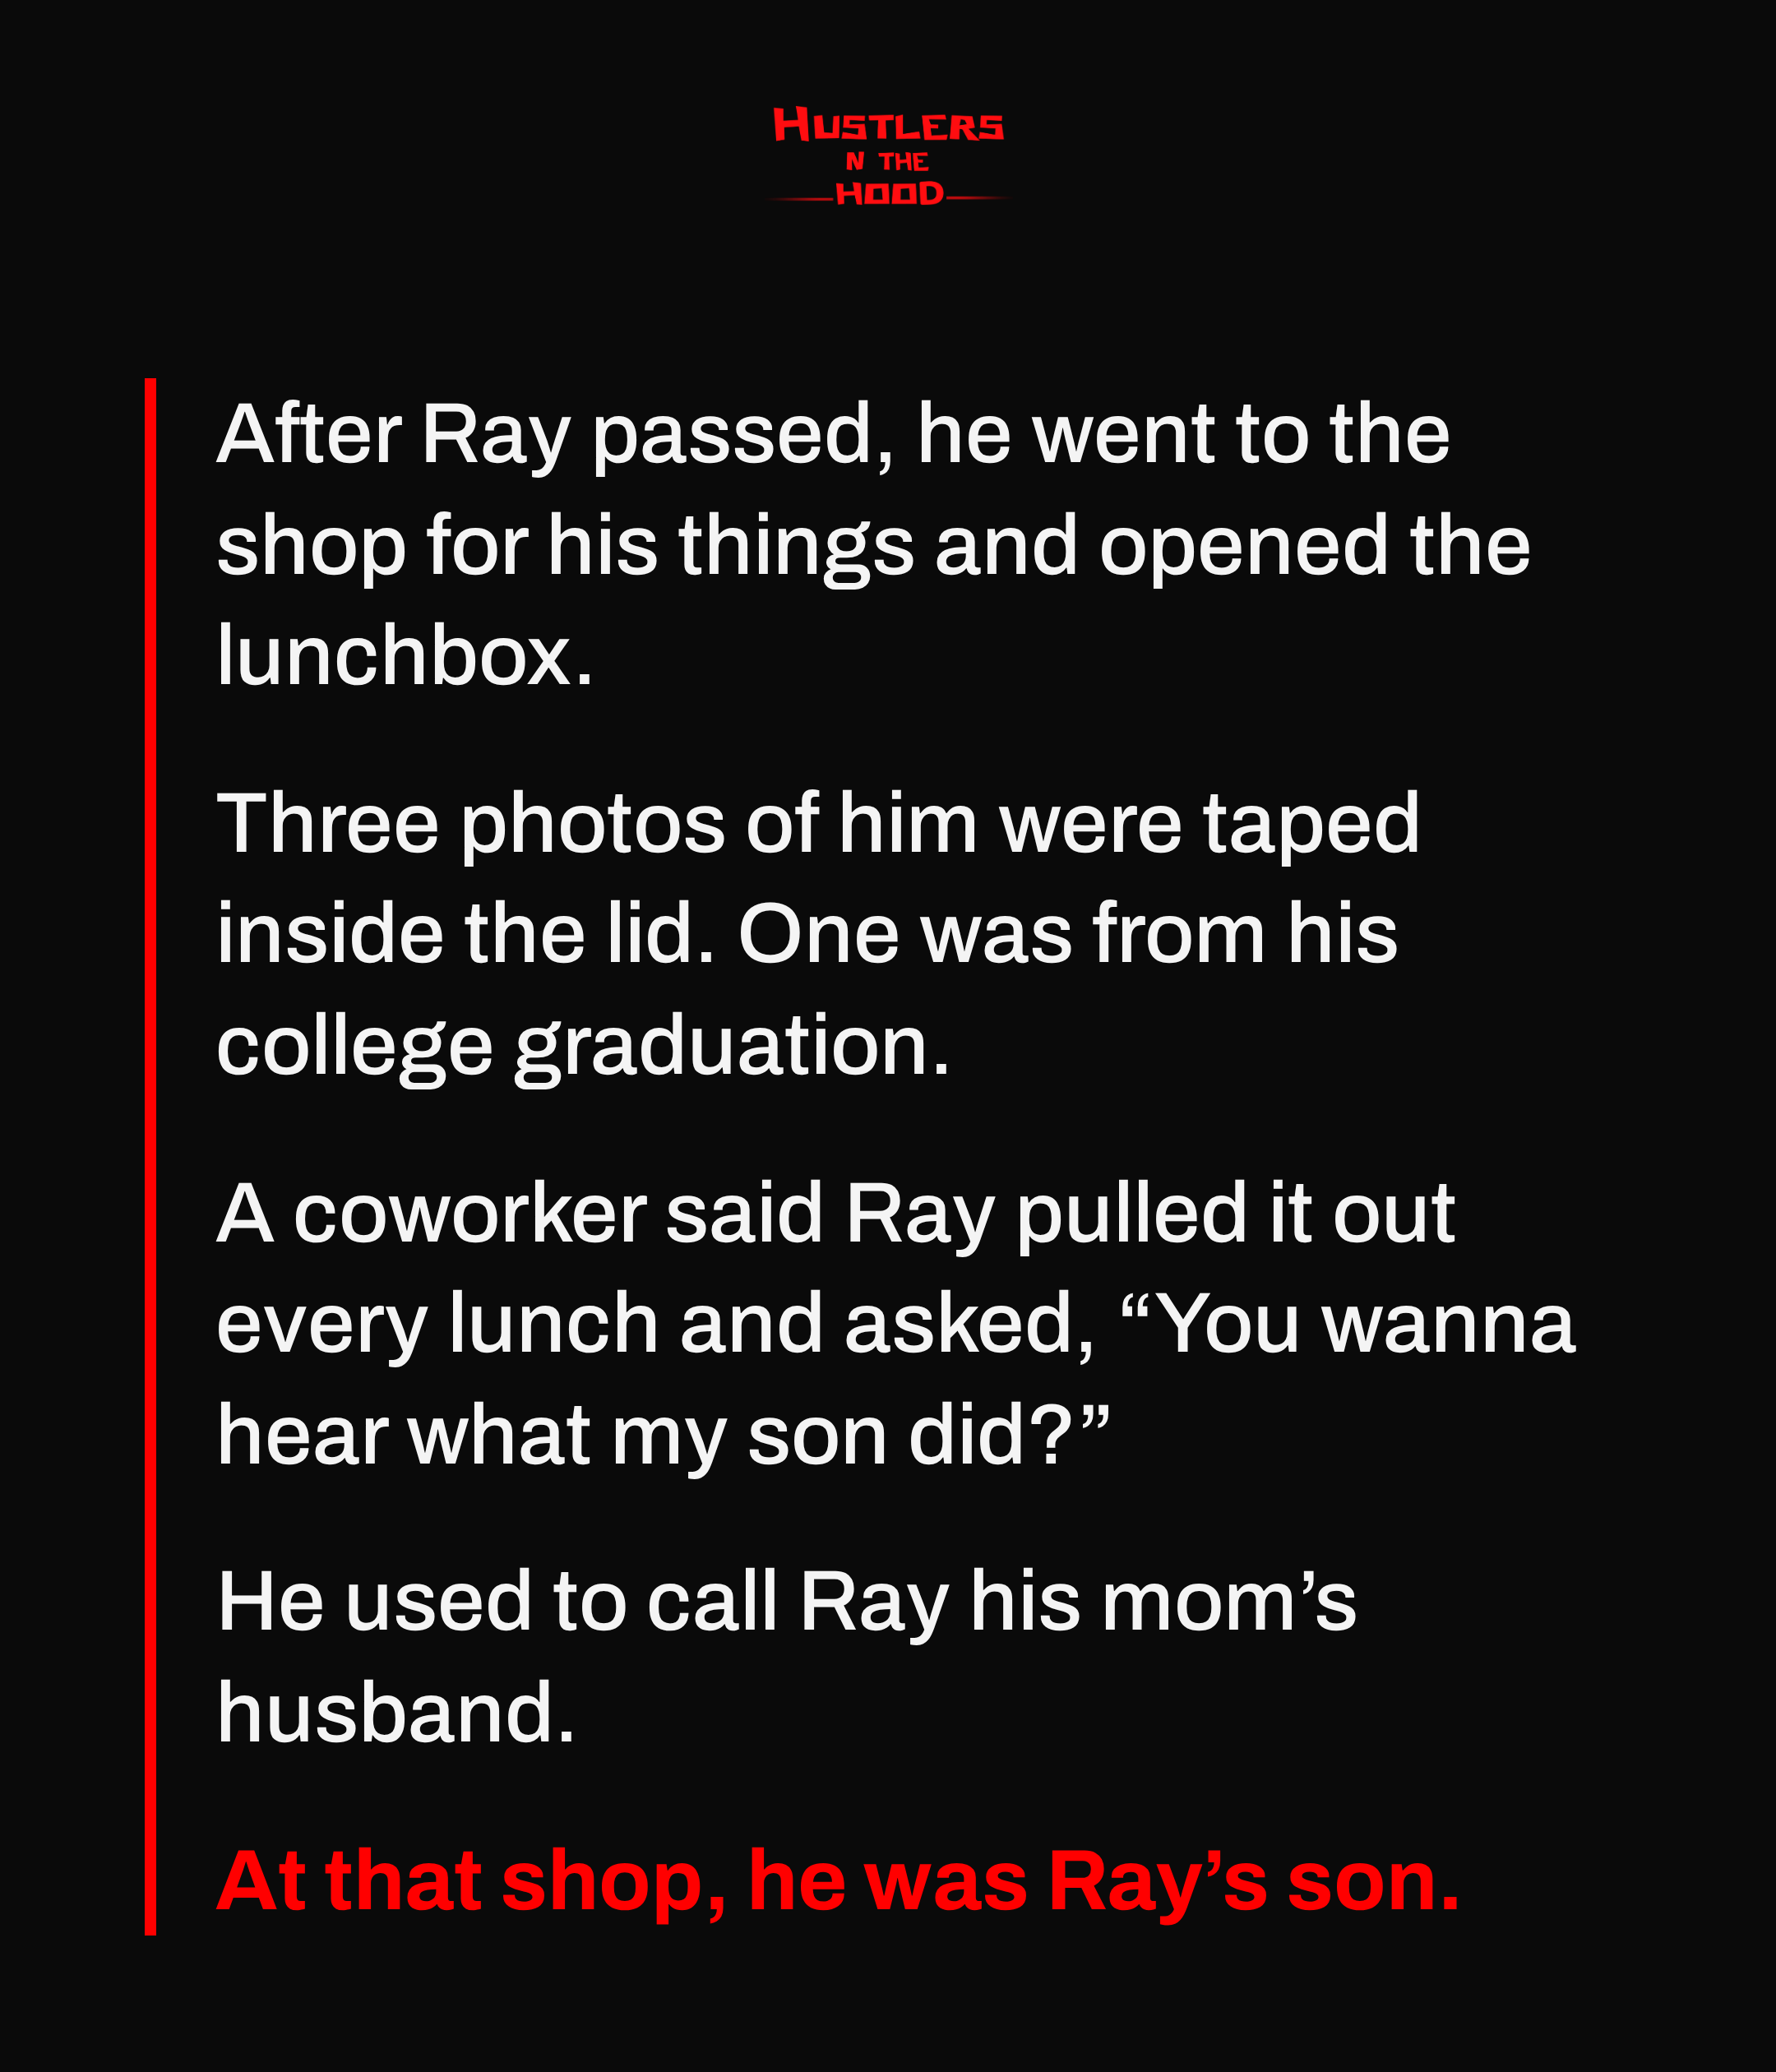 HUSTLERS
N THE
HOOD
After Ray passed, he went to the
shop for his things and opened the
lunchbox.
Three photos of him were taped
inside the lid. One was from his
college graduation.
A coworker said Ray pulled it out
every lunch and asked, “You wanna
hear what my son did?”
He used to call Ray his mom’s
husband.
At that shop, he was Ray’s son.